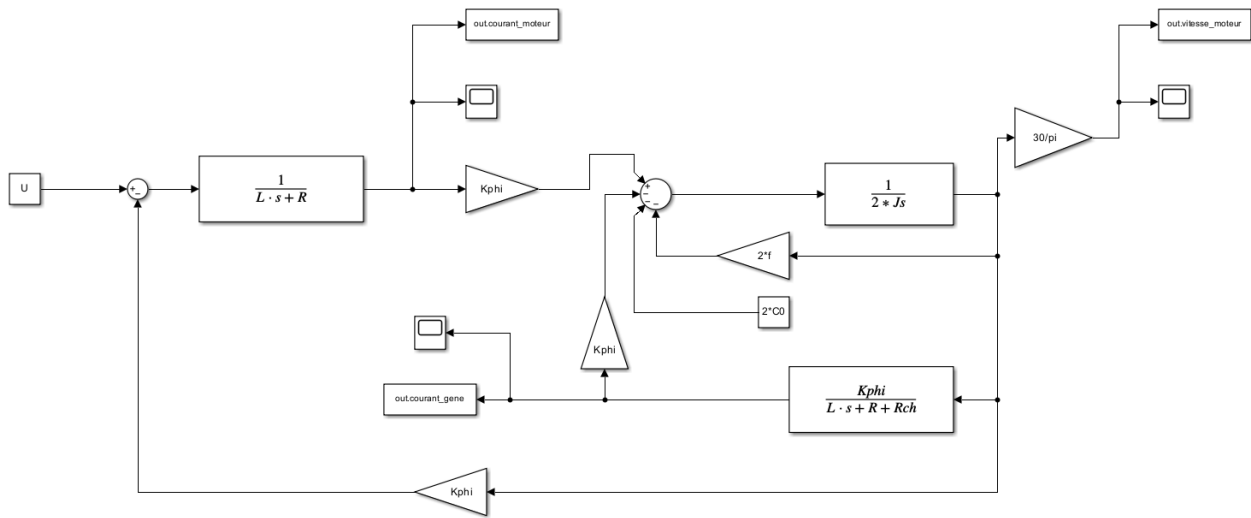 out.courant_moteur
out.vitesse_moteur
30/pi
U
+
−
1
L · s + R
Kphi
+
−
−
−
1
2 * Js
2*f
2*C0
Kphi
out.courant_gene
Kphi
L · s + R + Rch
Kphi